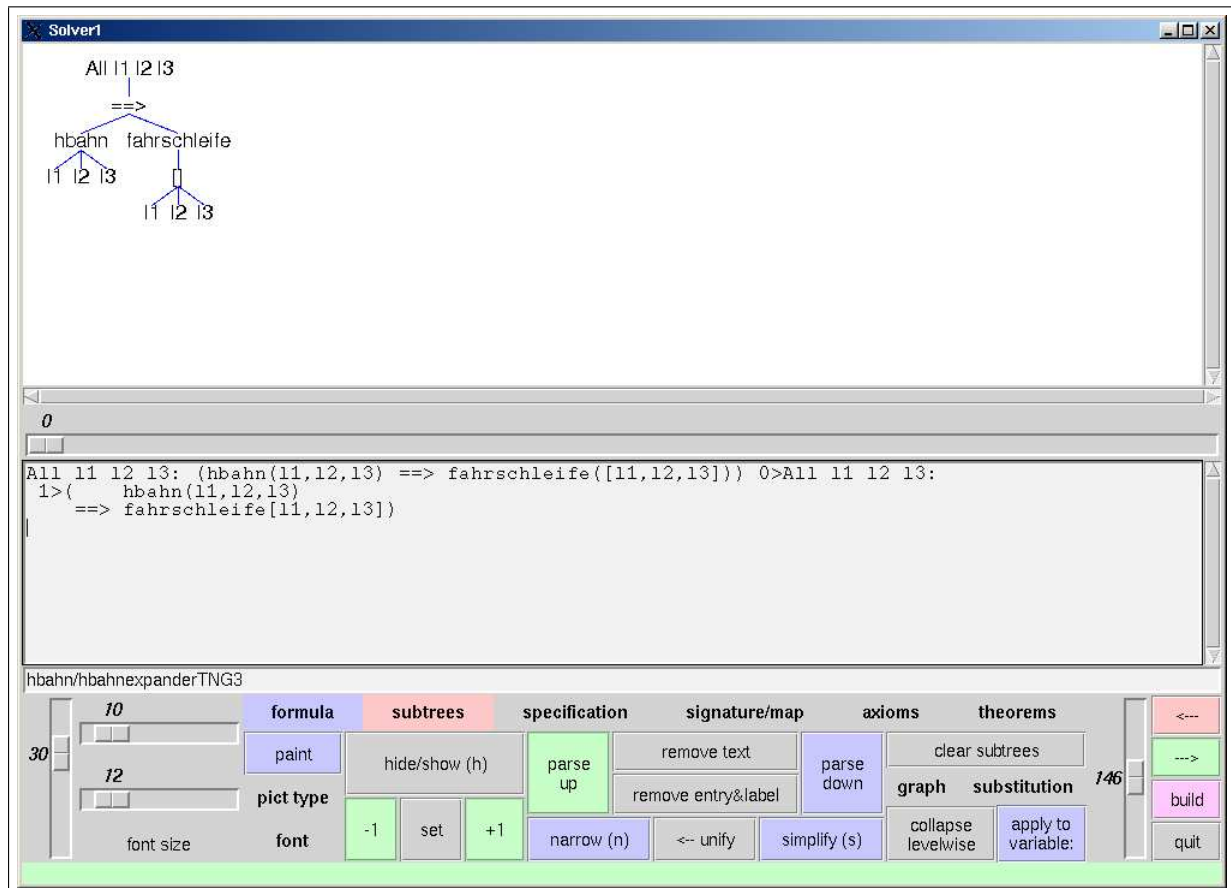 Solver1
All l1 l2 l3
==>
hbahn fahrschleife
l1 l2 l3
[]
l1 l2 l3
0
All l1 l2 l3: (hbahn(l1,l2,l3) ==> fahrschleife([l1,l2,l3])) 0>All l1 l2 l3:
1>( hbahn(l1,l2,l3)
==> fahrschleife[l1,l2,l3])
hbahn/hbahnexpanderTNG3
10 formula subtrees specification signature/map axioms theorems <---
30 paint hide/show (h) parse up remove text parse down clear subtrees 146 --->
12 pict type remove entry&label graph substitution build
font size font -1 set +1 narrow (n) <-- unify simplify (s) collapse levelwise apply to variable: quit